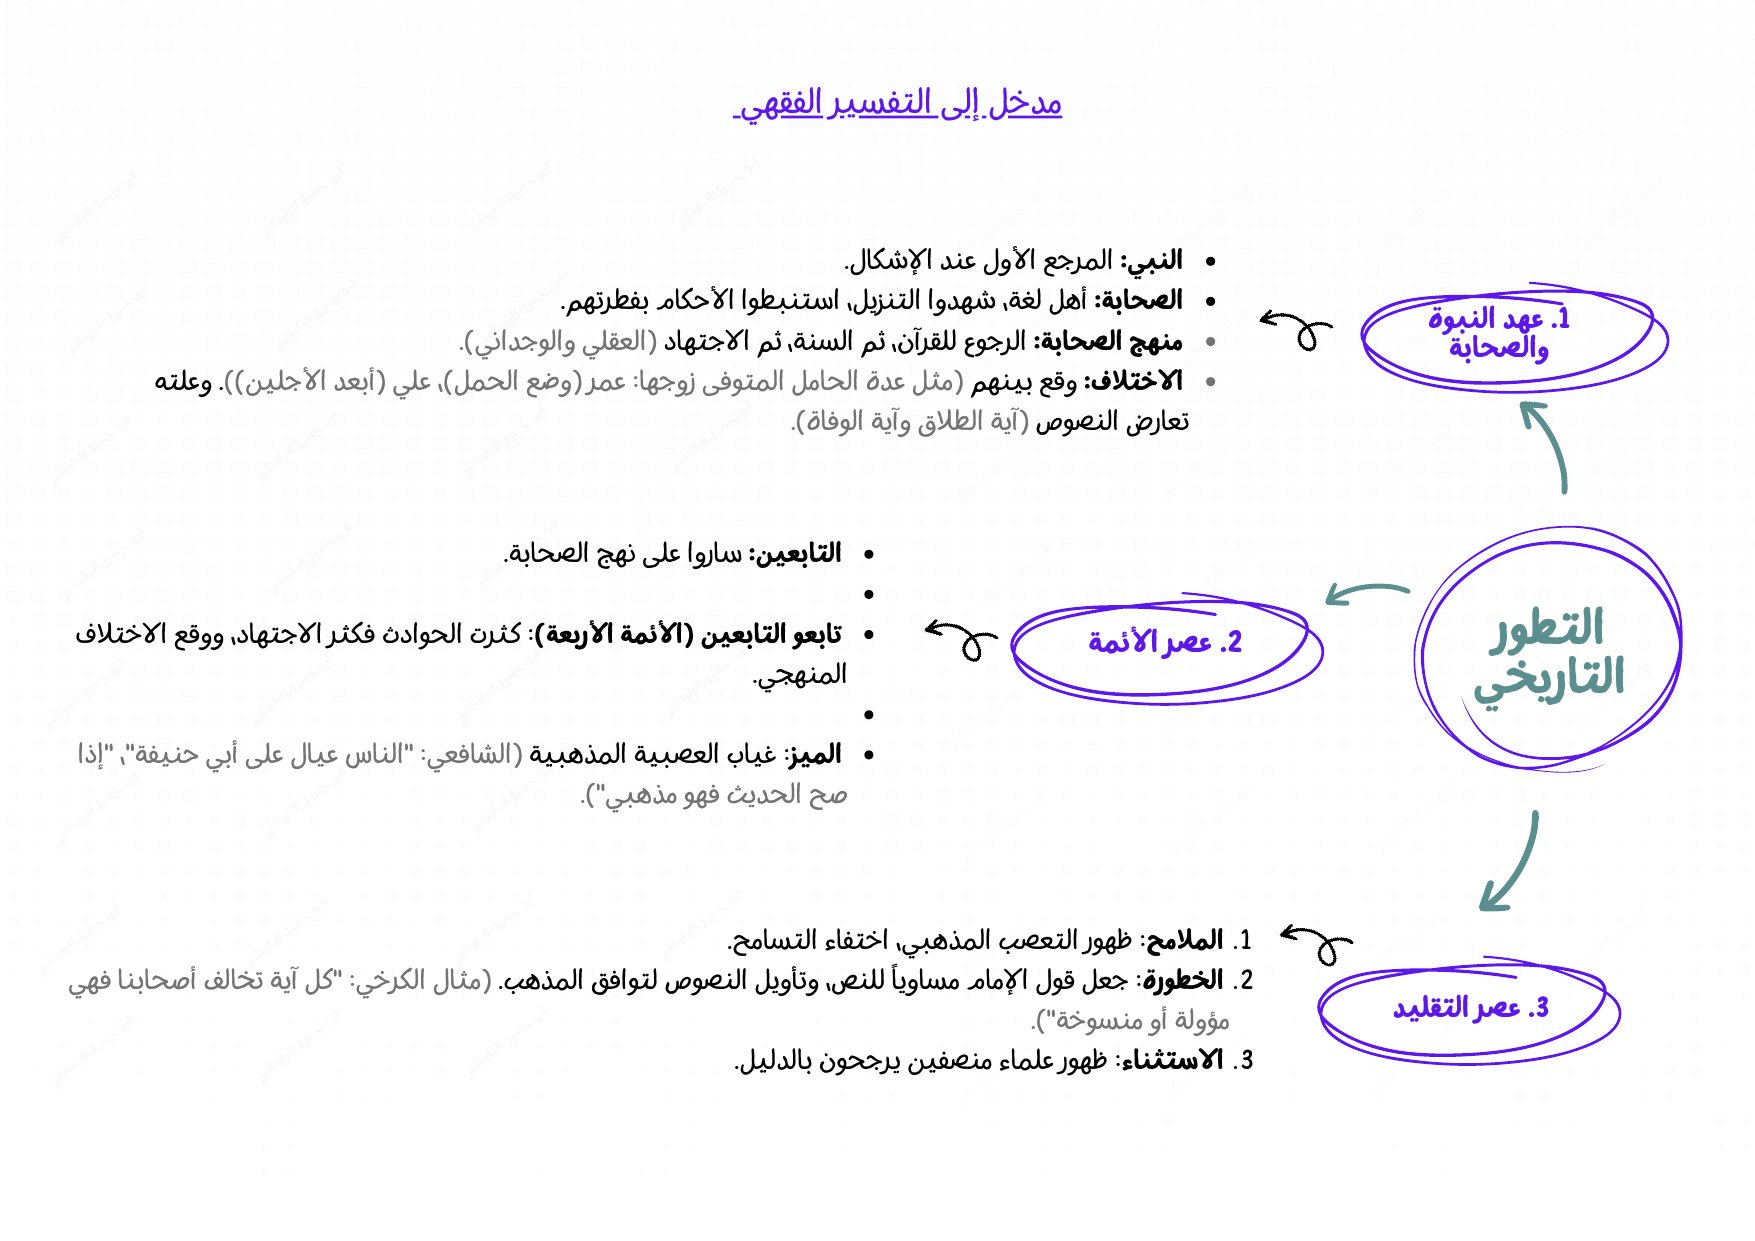 مدخل إلى التفسير الفقهي
التطور
التاريخي
1. عهد النبوة
والصحابة
• النبي: المرجع الأول عند الإشكال.
• الصحابة: أهل لغة، شهدوا التنزيل، استنبطوا الأحكام بفطرتهم.
• منهج الصحابة: الرجوع للقرآن، ثم السنة، ثم الاجتهاد (العقلي والوجداني).
• الاختلاف: وقع بينهم (مثل عدة الحامل المتوفى زوجها: عمر (وضع الحمل)، علي (أبعد الأجلين)). وعلته
تعارض النصوص (آية الطلاق وآية الوفاة).
2. عصر الأئمة
• التابعين: ساروا على نهج الصحابة.
•
• تابعو التابعين (الأئمة الأربعة): كثرت الحوادث فكثر الاجتهاد، ووقع الاختلاف
المنهجي.
•
• الميز: غياب العصبية المذهبية (الشافعي: "الناس عيال على أبي حنيفة"، "إذا
صح الحديث فهو مذهبي").
3. عصر التقليد
1. الملامح: ظهور التعصب المذهبي، اختفاء التسامح.
2. الخطورة: جعل قول الإمام مساوياً للنص، وتأويل النصوص لتوافق المذهب. (مثال الكرخي: "كل آية تخالف أصحابنا فهي
مؤولة أو منسوخة").
3. الاستثناء: ظهور علماء منصفين يرجحون بالدليل.